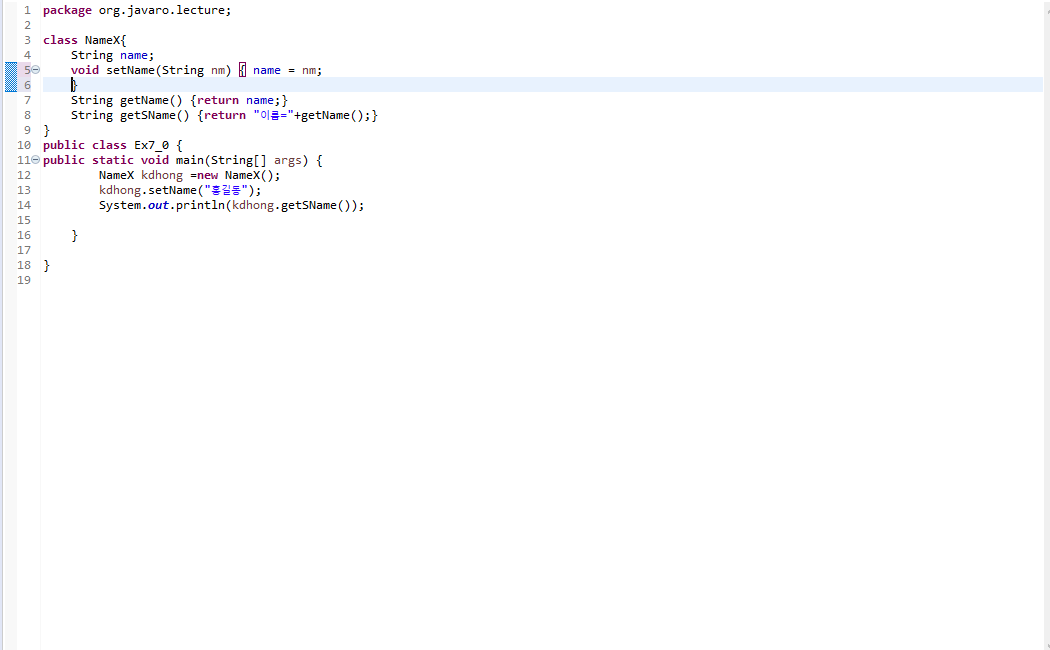 1 package org.javaro.lecture;
2
3 class NameX{
4 String name;
5 void setName(String nm) { name = nm;
6 }
7 String getName() {return name;}
8 String getSName() {return "이름="+getName();}
9 }
10 public class Ex7_0 {
11 public static void main(String[] args) {
12 NameX kdhong =new NameX();
13 kdhong.setName("홍길동");
14 System.out.println(kdhong.getSName());
15
16 }
17
18 }
19